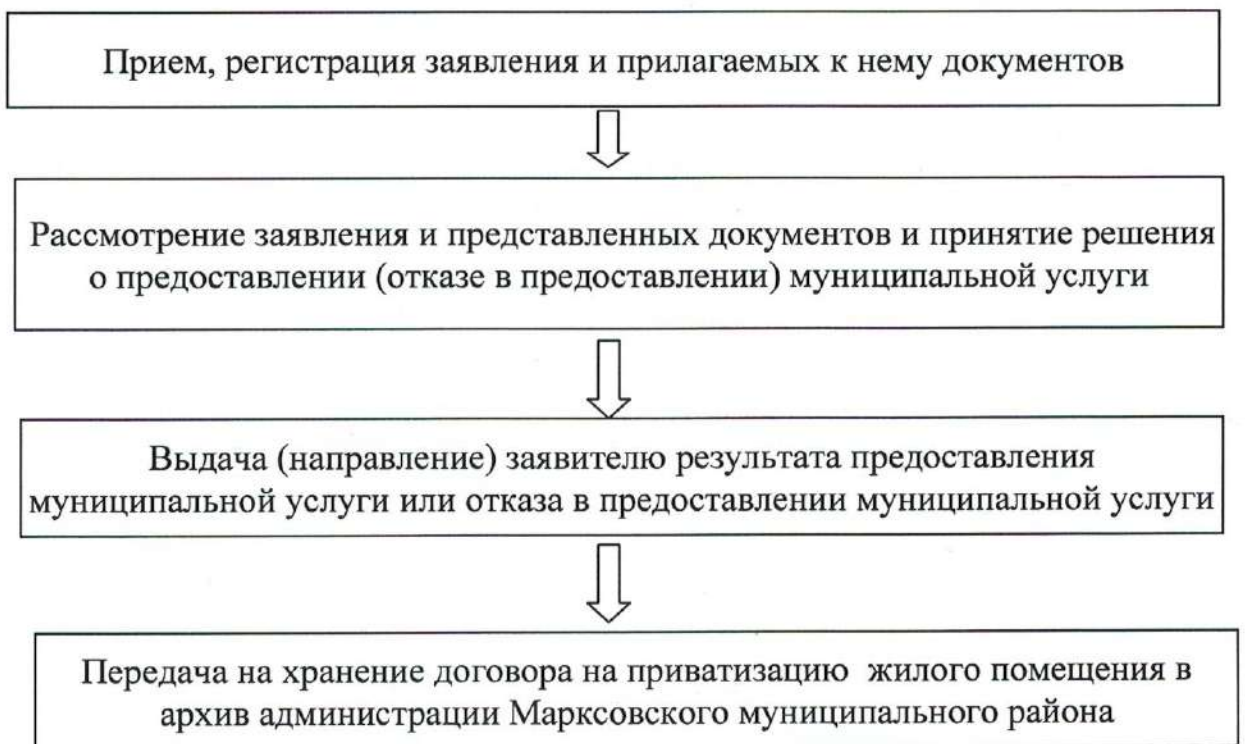 Прием, регистрация заявления и прилагаемых к нему документов
Рассмотрение заявления и представленных документов и принятие решения
о предоставлении (отказе в предоставлении) муниципальной услуги
Выдача (направление) заявителю результата предоставления
муниципальной услуги или отказа в предоставлении муниципальной услуги
Передача на хранение договора на приватизацию жилого помещения в
архив администрации Марксовского муниципального района